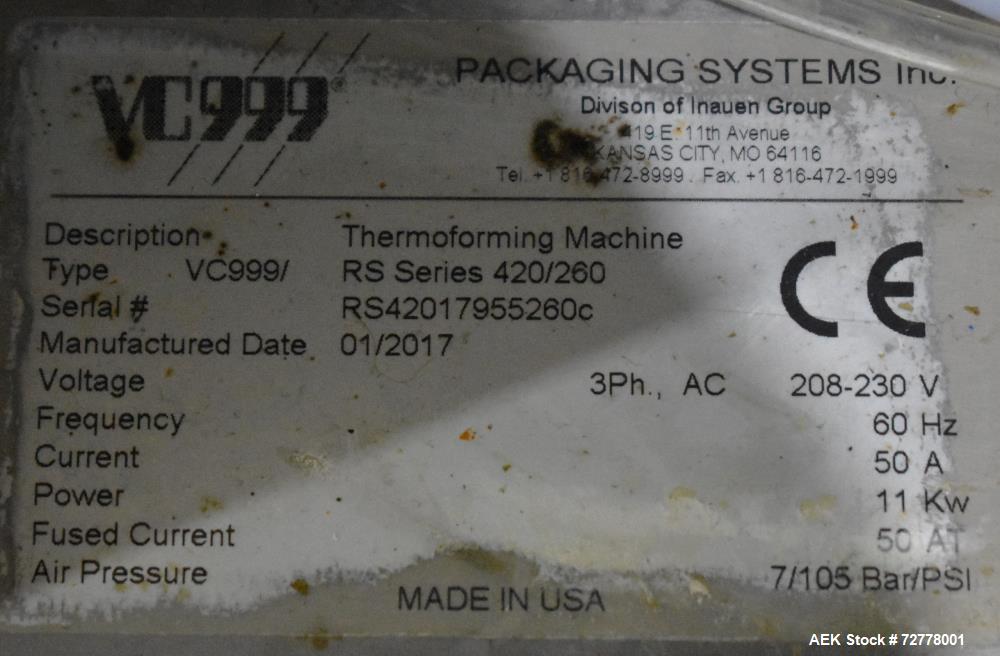 VC999®
PACKAGING SYSTEMS Inc.
Divison of Inauen Group
419 E. 11th Avenue
KANSAS CITY, MO 64116
Tel. +1 816-472-8999. Fax. +1 816-472-1999
Description Thermoforming Machine
Type VC999/ RS Series 420/260
Serial # RS42017955260c
Manufactured Date 01/2017
Voltage 3Ph., AC 208-230 V
Frequency 60 Hz
Current 50 A
Power 11 Kw
Fused Current 50 AT
Air Pressure 7/105 Bar/PSI
MADE IN USA
CE
AEK Stock # 72778001